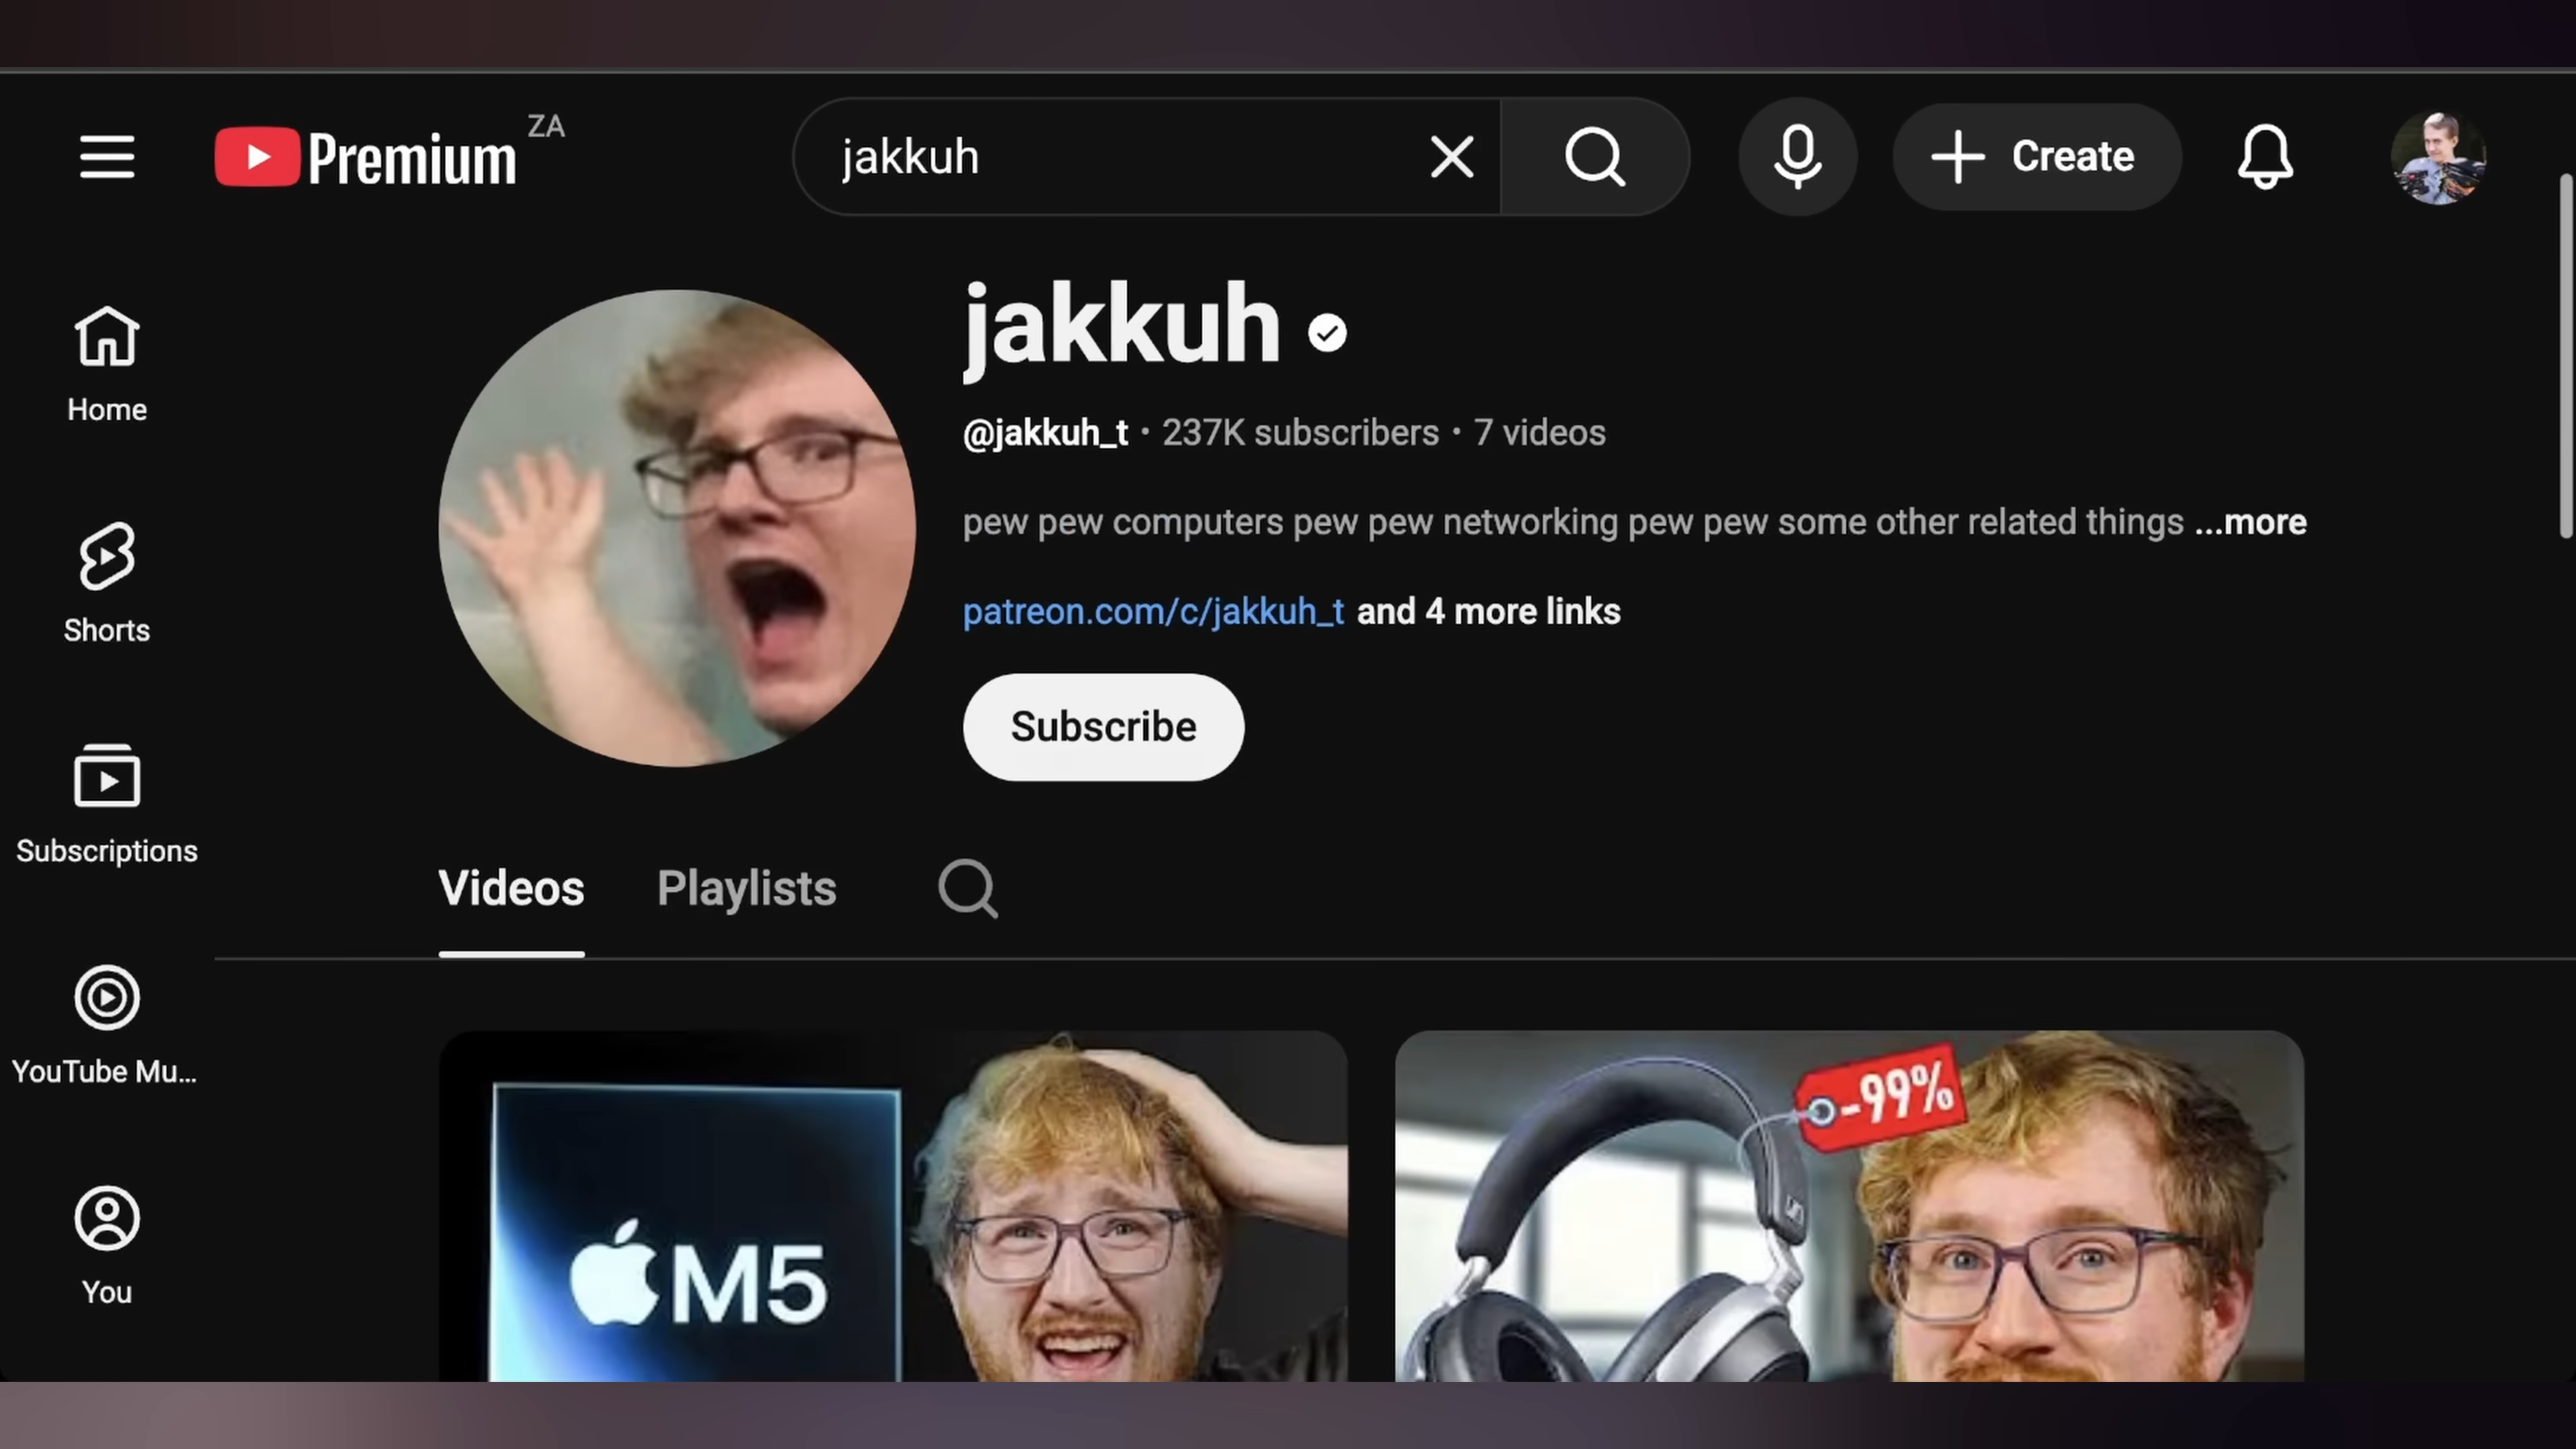 Premium ZA
jakkuh
Create
jakkuh
@jakkuh_t • 237K subscribers • 7 videos
pew pew computers pew pew networking pew pew some other related things ...more
patreon.com/c/jakkuh_t and 4 more links
Subscribe
Home
Shorts
Subscriptions
YouTube Mu...
You
Videos Playlists
M5
-99%